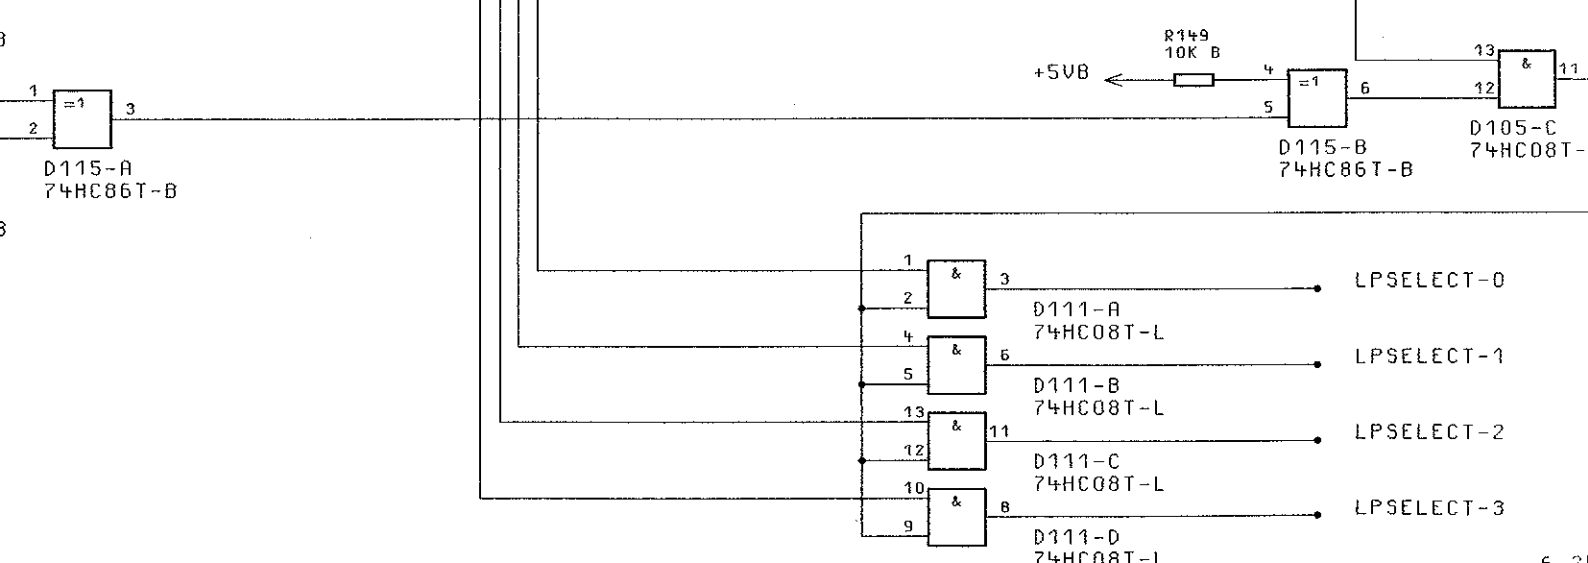 B
1
=1
3
2
D115-A
74HC86T-B
R149
10K B
+5VB
4
=1
6
5
D115-B
74HC86T-B
13
&
11
12
D105-C
74HC08T-
1
&
3
2
D111-A
74HC08T-L
LPSELECT-0
4
&
6
5
D111-B
74HC08T-L
LPSELECT-1
13
&
11
12
D111-C
74HC08T-L
LPSELECT-2
10
&
8
9
D111-D
74HC08T-L
LPSELECT-3